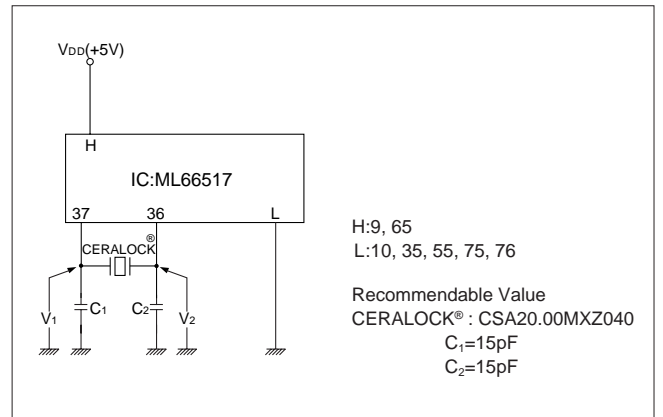 VDD(+5V)
H
IC:ML66517
37 36 L
CERALOCK®
V1 C1 C2 V2
H:9, 65
L:10, 35, 55, 75, 76
Recommendable Value
CERALOCK® : CSA20.00MXZ040
C1=15pF
C2=15pF